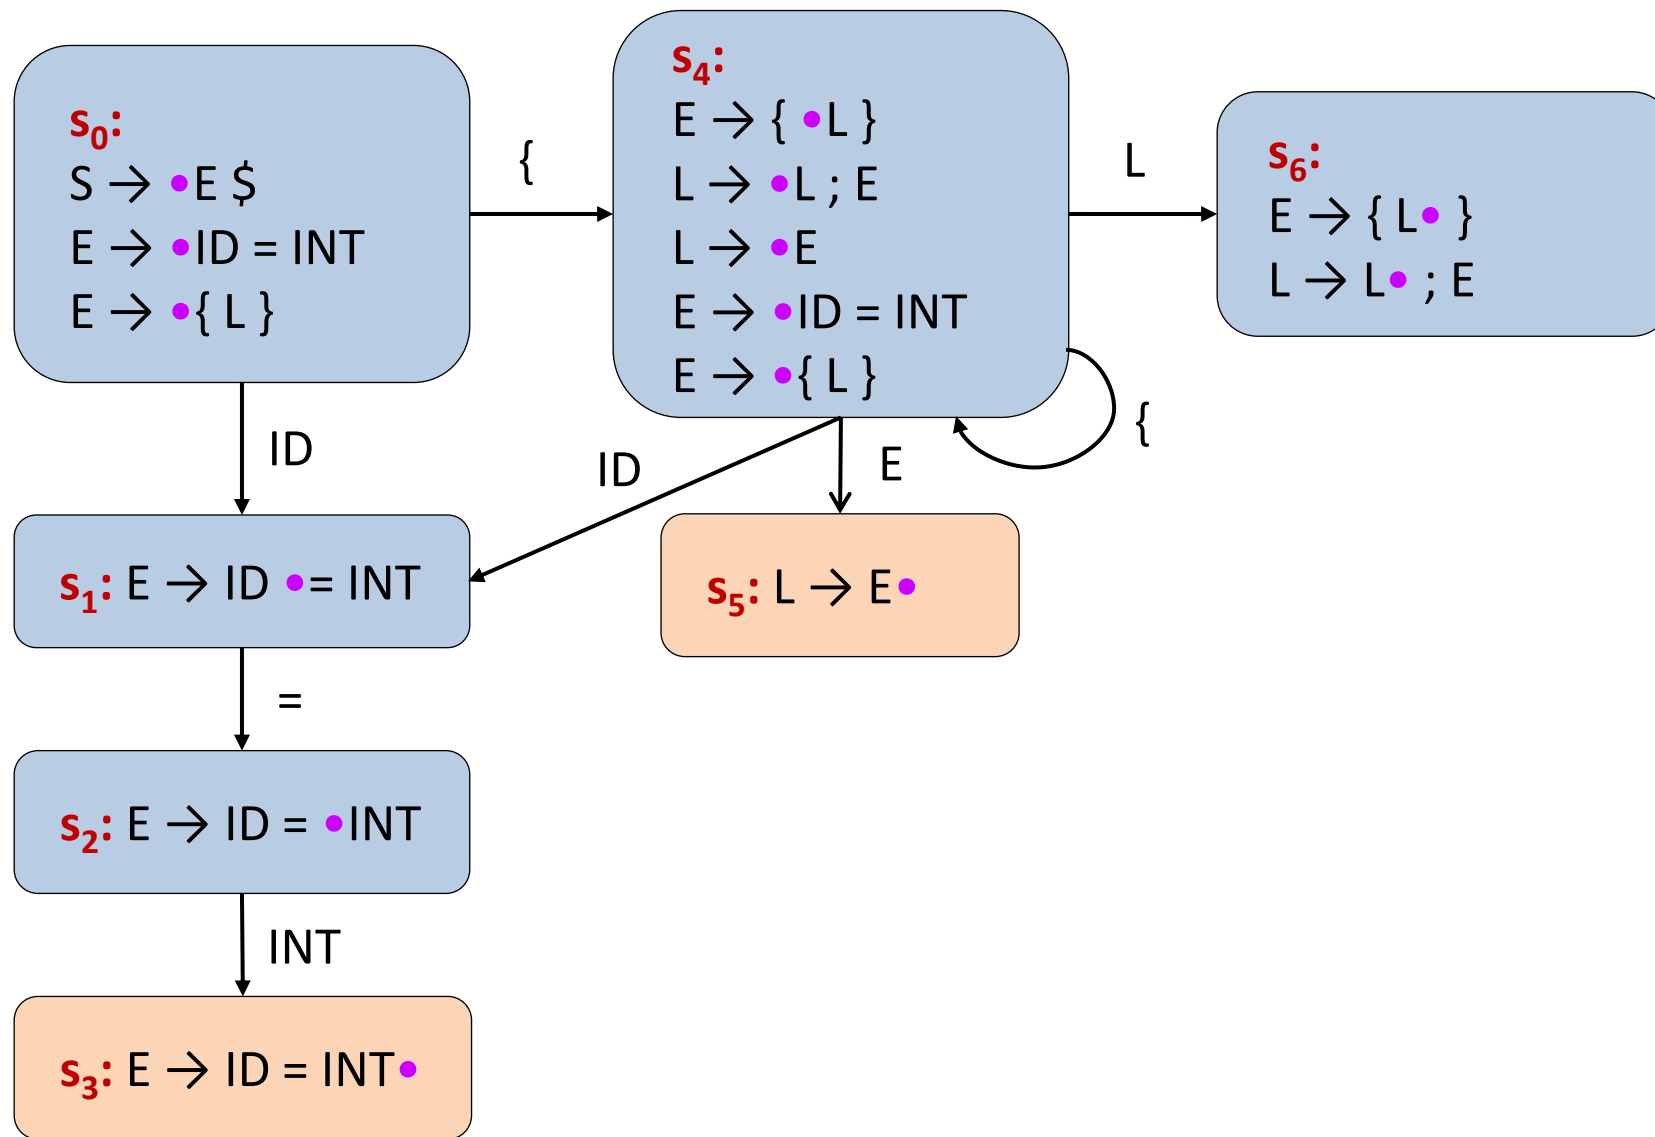 s₀:
S → •E $
E → •ID = INT
E → •{ L }
{
s₄:
E → { •L }
L → •L ; E
L → •E
E → •ID = INT
E → •{ L }
L
s₆:
E → { L• }
L → L• ; E
{
ID
ID
E
s₁: E → ID •= INT
s₅: L → E•
=
s₂: E → ID = •INT
INT
s₃: E → ID = INT•